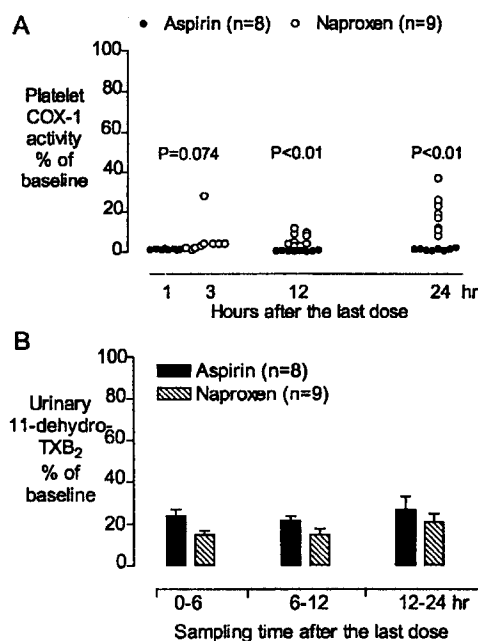 A
Aspirin (n=8) Naproxen (n=9)
Platelet
COX-1
activity
% of
baseline
100
80
60
40
20
0
P=0.074 P<0.01 P<0.01
1 3 12 24 hr
Hours after the last dose
B
Aspirin (n=8)
Naproxen (n=9)
Urinary
11-dehydro-
TXB₂
% of
baseline
100
80
60
40
20
0
0-6 6-12 12-24 hr
Sampling time after the last dose